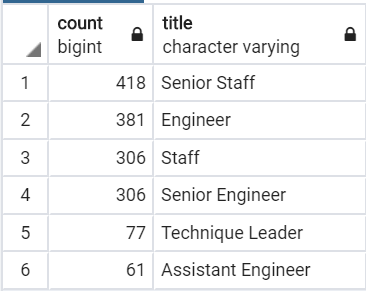 count title
bigint character varying
1 418 Senior Staff
2 381 Engineer
3 306 Staff
4 306 Senior Engineer
5 77 Technique Leader
6 61 Assistant Engineer